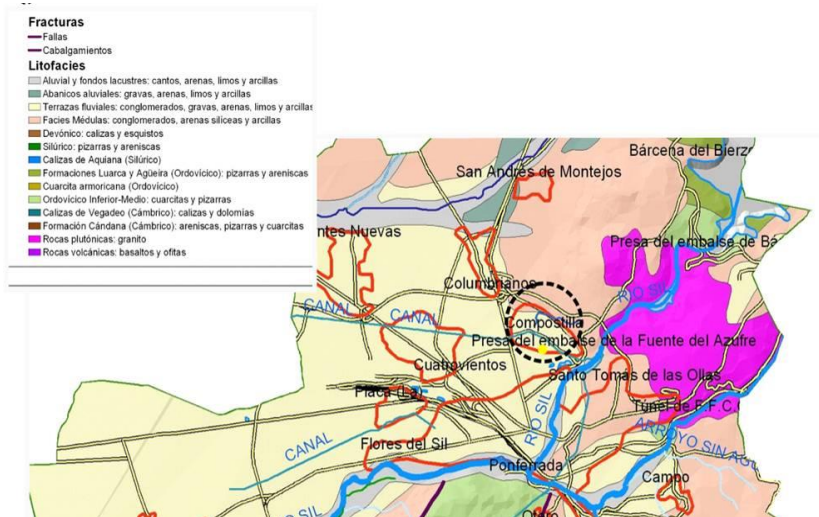 Fracturas
Fallas
Cabalgamientos
Litofacies
Aluvial y fondos lacustres: cantos, arenas, limos y arcillas
Abanicos aluviales: gravas, arenas, limos y arcillas
Terrazas fluviales: conglomerados, gravas, arenas, limos y arcillas
Facies Médulas: conglomerados, arenas silíceas y arcillas
Devónico: calizas y esquistos
Silúrico: pizarras y areniscas
Calizas de Aquiana (Silúrico)
Formaciones Luarca y Agüeira (Ordovícico): pizarras y areniscas
Cuarcita armoricana (Ordovícico)
Ordovícico Inferior-Medio: cuarcitas y pizarras
Calizas de Vegadeo (Cámbrico): calizas y dolomías
Formación Cándana (Cámbrico): areniscas, pizarras y cuarcitas
Rocas plutónicas: granito
Rocas volcánicas: basaltos y ofitas
Bárcena del Bierzo
San Andrés de Montejos
ntes Nuevas
Presa del embalse de Bá
Columbrianos
RIO SIL
CANAL
CANAL
Compostilla
Presa del embalse de la Fuente del Azufre
Cuatrovientos
Santo Tomás de las Ollas
Placa (La)
Túnel de F.F.C.C
RIO SIL
ARROYO SIN AGU
Flores del Sil
CANAL
Ponferrada
Campo
O SIL
Otero